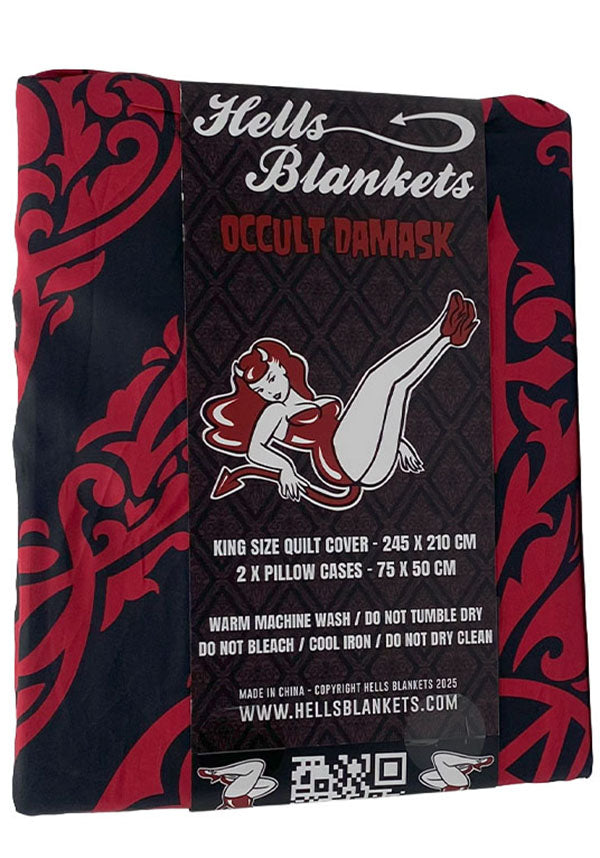 Hells
Blankets
OCCULT DAMASK
KING SIZE QUILT COVER - 245 X 210 CM
2 X PILLOW CASES - 75 X 50 CM
WARM MACHINE WASH / DO NOT TUMBLE DRY
DO NOT BLEACH / COOL IRON / DO NOT DRY CLEAN
MADE IN CHINA - COPYRIGHT HELLS BLANKETS 2025
WWW.HELLSBLANKETS.COM